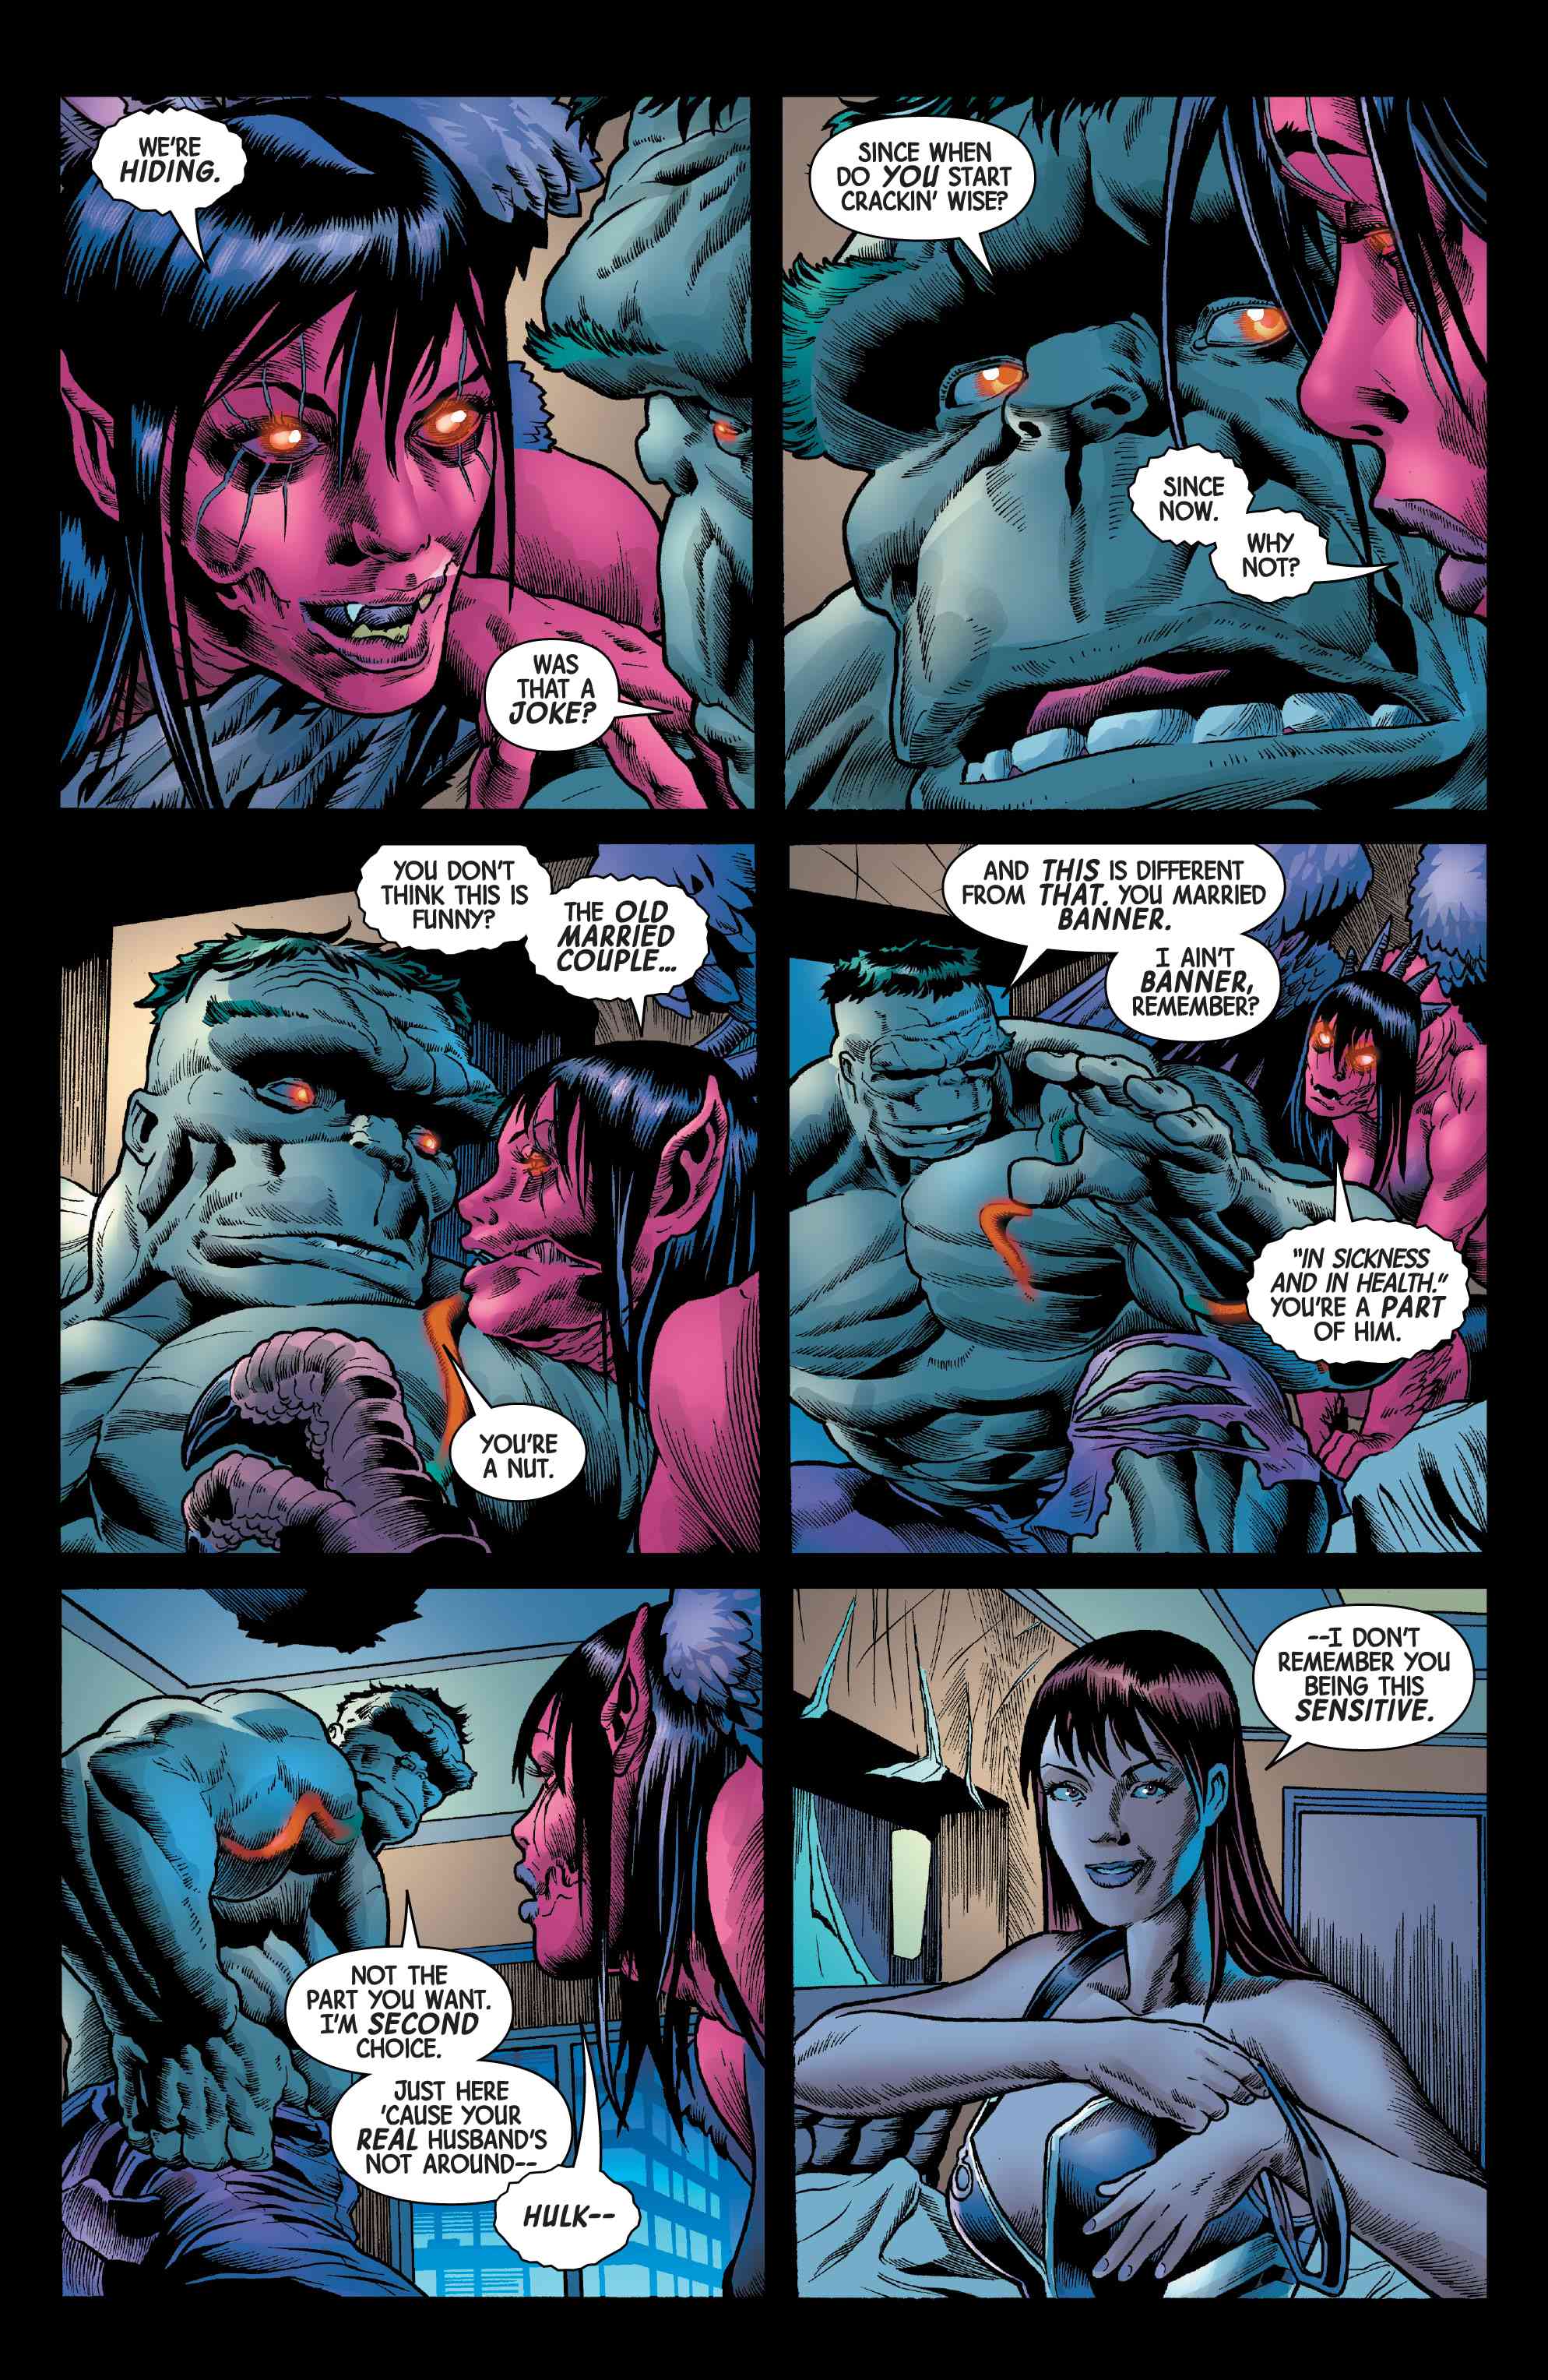 WE'RE
HIDING.
WAS
THAT A
JOKE?
SINCE WHEN
DO YOU START
CRACKIN' WISE?
SINCE
NOW.
WHY
NOT?
YOU DON'T
THINK THIS IS
FUNNY?
THE OLD
MARRIED
COUPLE...
YOU'RE
A NUT.
AND THIS IS DIFFERENT
FROM THAT. YOU MARRIED
BANNER.
I AIN'T
BANNER,
REMEMBER?
"IN SICKNESS
AND IN HEALTH."
YOU'RE A PART
OF HIM.
NOT THE
PART YOU WANT.
I'M SECOND
CHOICE.
JUST HERE
'CAUSE YOUR
REAL HUSBAND'S
NOT AROUND--
HULK--
--I DON'T
REMEMBER YOU
BEING THIS
SENSITIVE.